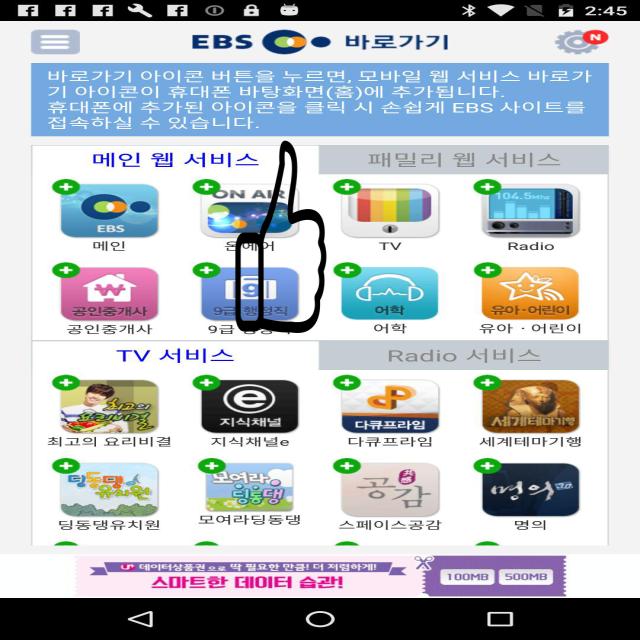 2:45
EBS 바로가기
N
바로가기 아이콘 버튼을 누르면, 모바일 웹 서비스 바로가
기 아이콘이 휴대폰 바탕화면(홈)에 추가됩니다.
휴대폰에 추가된 아이콘을 클릭 시 손쉽게 EBS 사이트를
접속하실 수 있습니다.
메인 웹 서비스
패밀리 웹 서비스
EBS
ON AIR
104.5MHz
메인
온에어
TV
Radio
공인중개사
9급 행정직
어학
유아·어린이
공인중개사
9급
어학
유아 · 어린이
TV 서비스
Radio 서비스
최고의 요리비결
e 지식채널
다큐프라임
세계테마기행
최고의 요리비결
지식채널e
다큐프라임
세계테마기행
딩동댕 유치원
모여라 딩동댕
공감
명의
딩동댕유치원
모여라딩동댕
스페이스공감
명의
데이터상품권으로 딱 필요한 만큼! 더 저렴하게!
스마트한 데이터 습관!
100MB
500MB